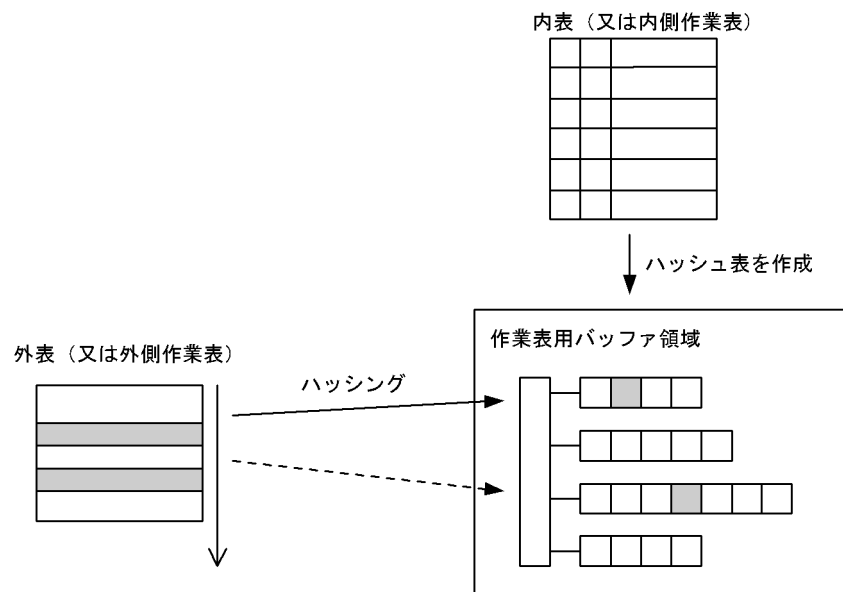 内表（又は内側作業表）
ハッシュ表を作成
作業表用バッファ領域
外表（又は外側作業表）
ハッシング